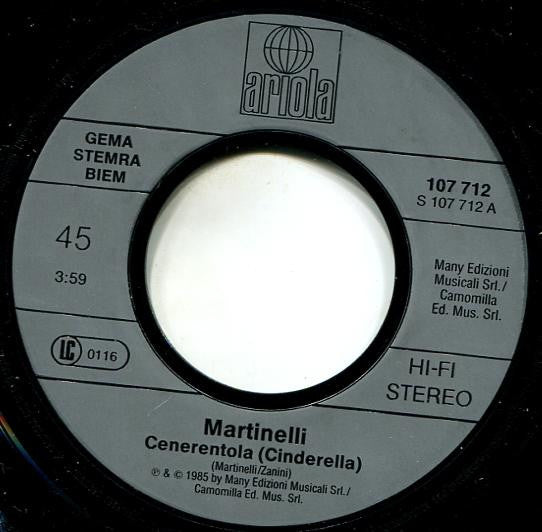 ariola
GEMA
STEMRA
BIEM
107 712
S 107 712 A
45
3:59
Many Edizioni
Musicali Srl./
Camomilla
Ed. Mus. Srl.
LC 0116
HI-FI
STEREO
Martinelli
Cenerentola (Cinderella)
(Martinelli/Zanini)
℗ & © 1985 by Many Edizioni Musicali Srl./
Camomilla Ed. Mus. Srl.